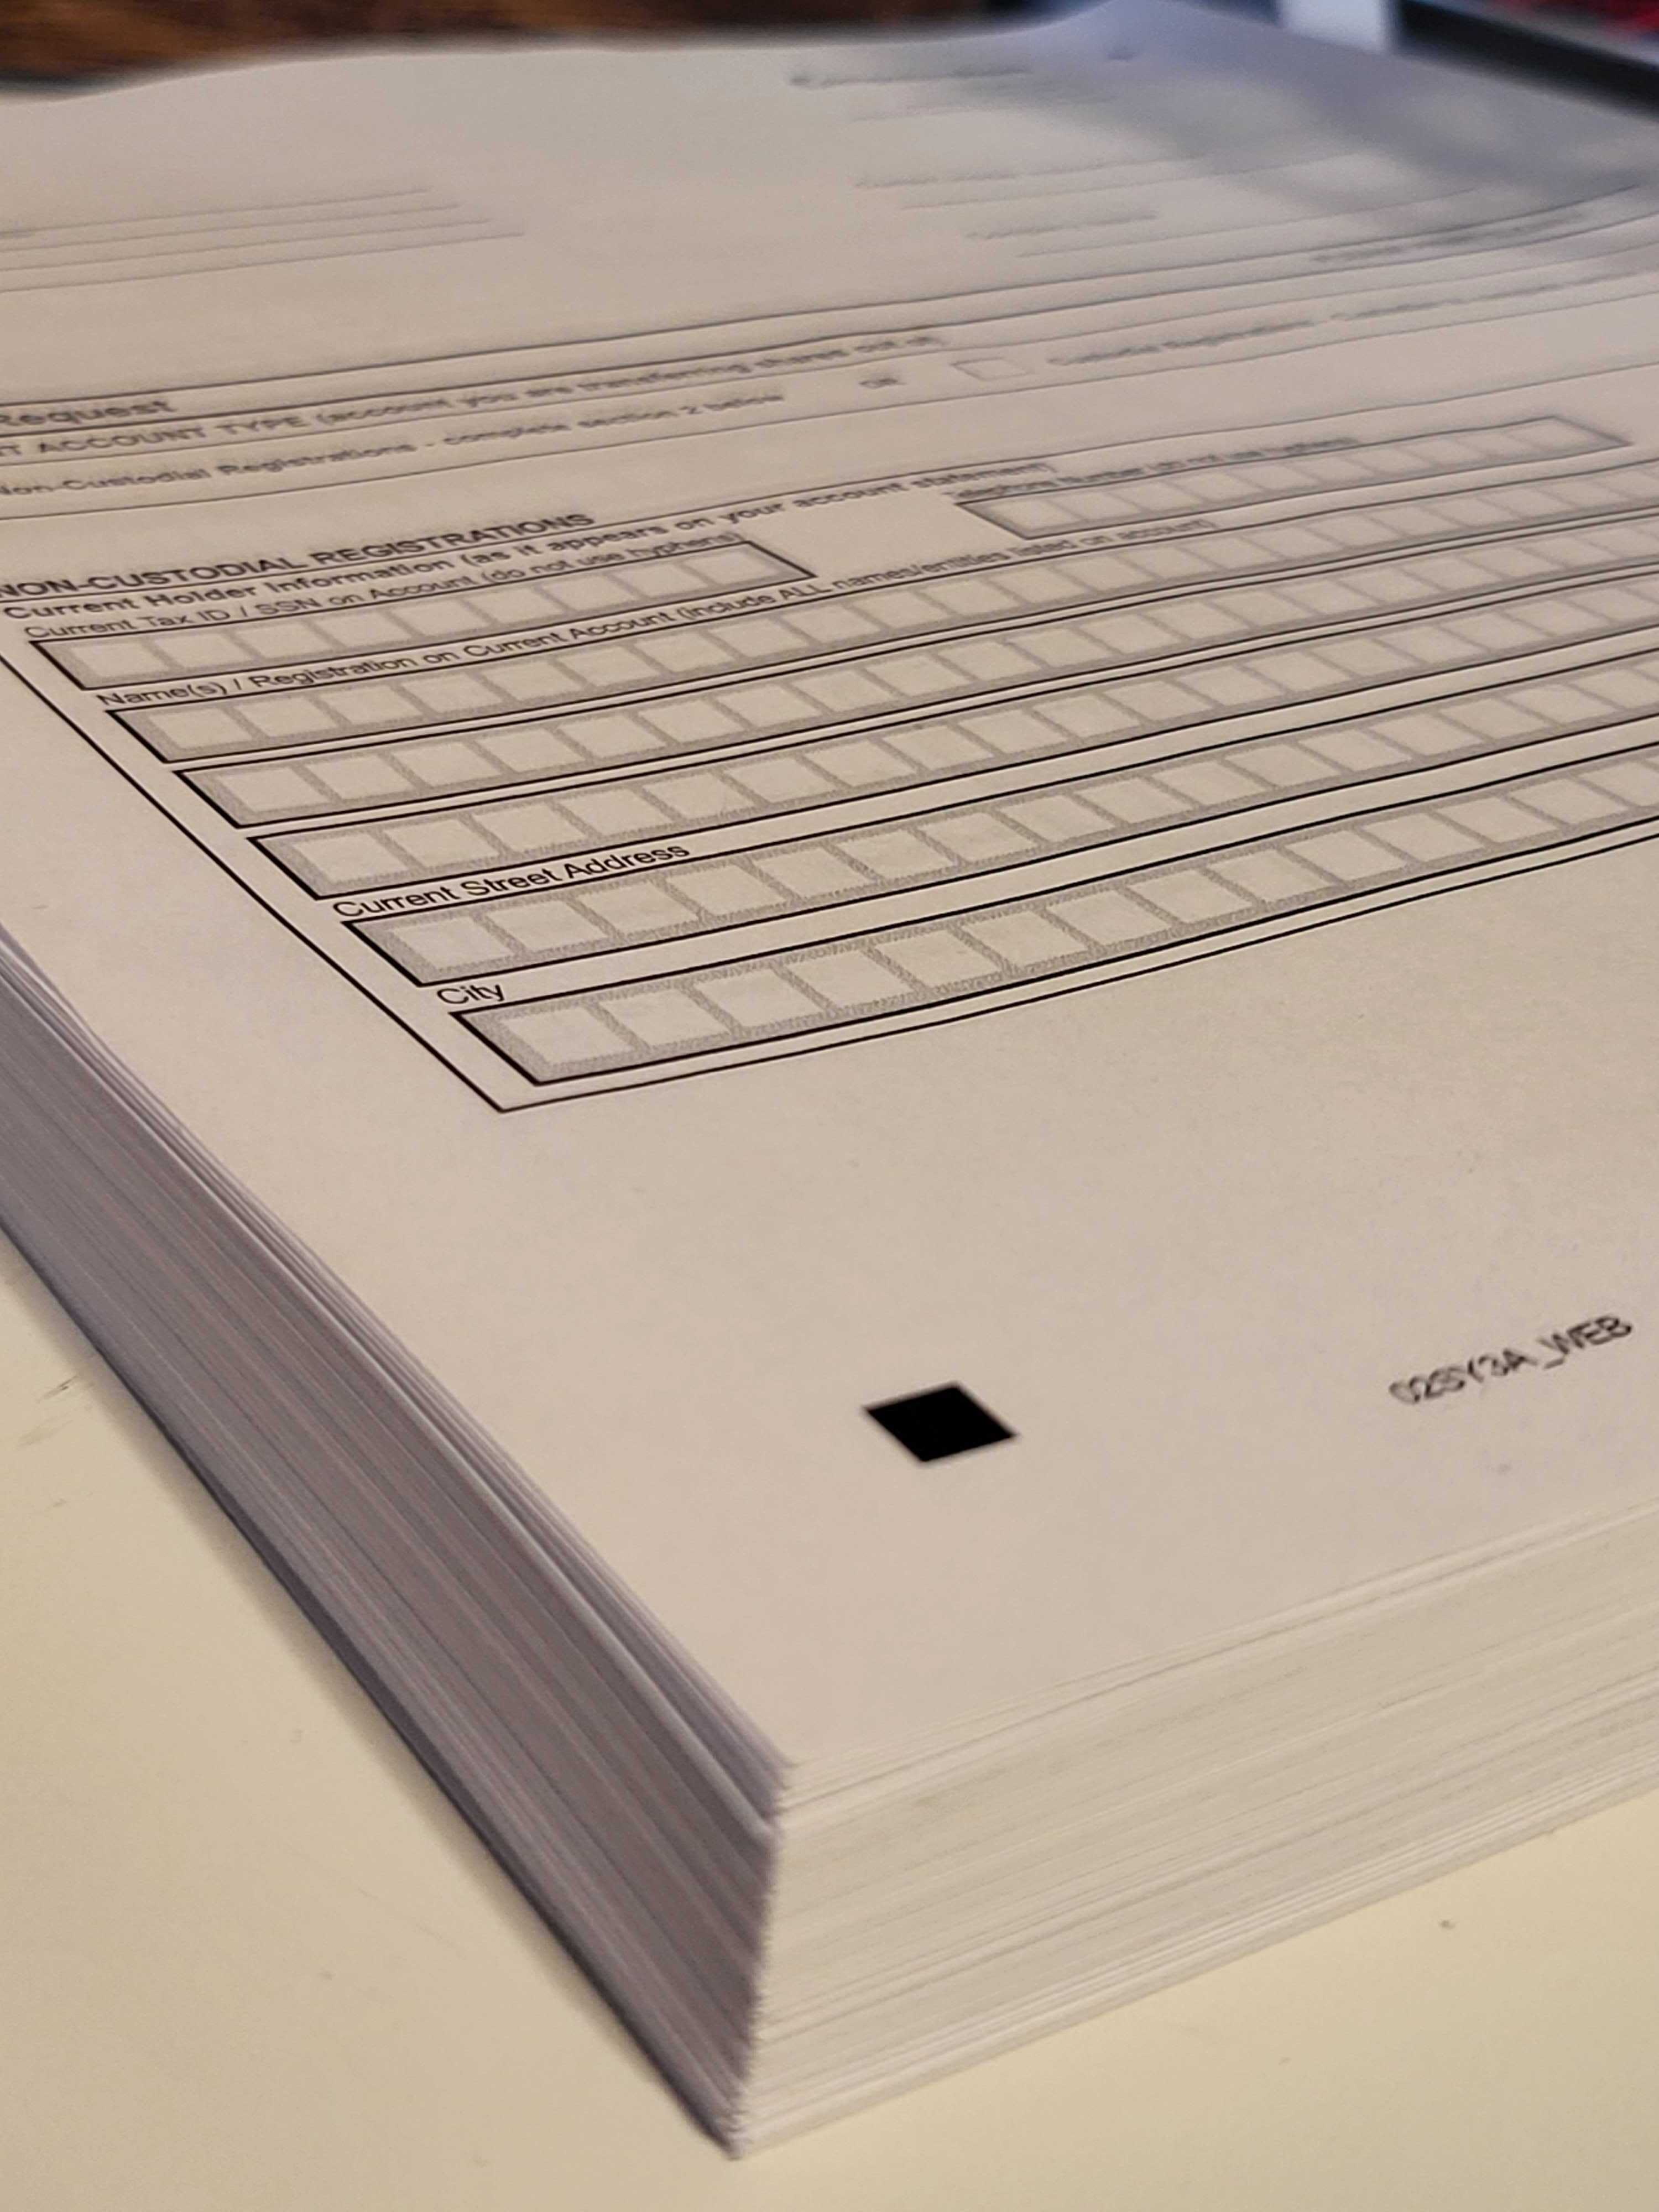 Request
T ACCOUNT TYPE (account you are transferring shares out of)
Non-Custodial Registrations - complete section 2 below
OR
Custodial Registrations -
NON-CUSTODIAL REGISTRATIONS
Current Holder Information (as it appears on your account statement)
Current Tax ID / SSN on Account (do not use hyphens)
Telephone Number (do not use hyphens)
Name(s) / Registration on Current Account (include ALL names/entities listed on account)
Current Street Address
City
02SY3A_WEB